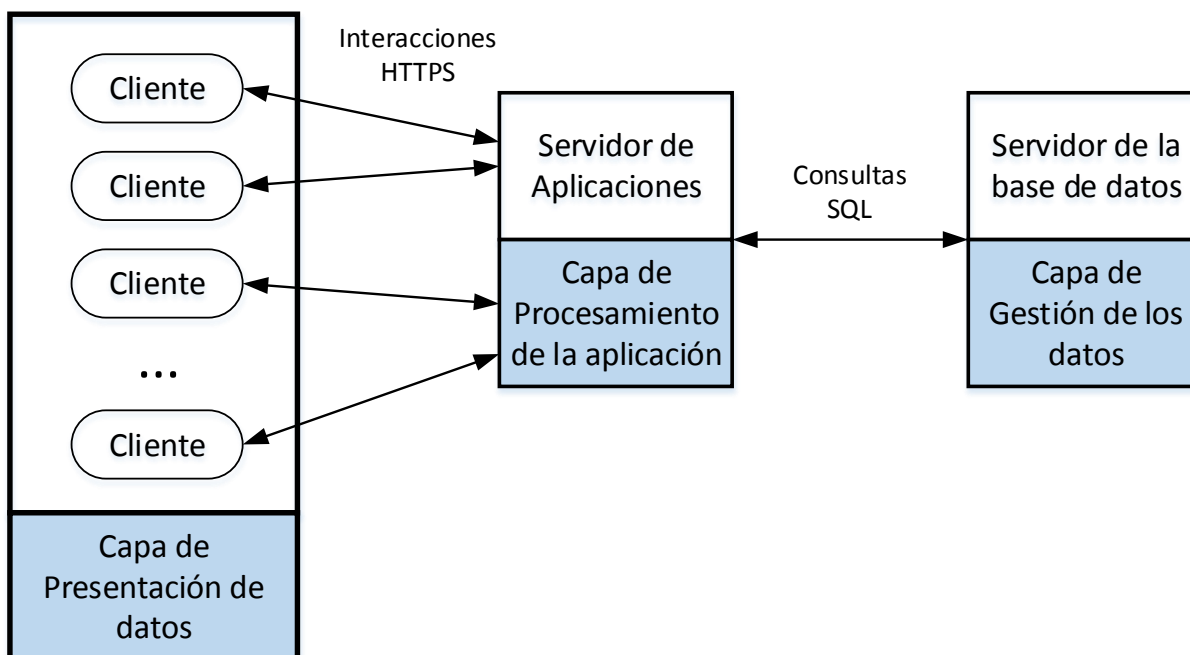 Cliente
Cliente
Cliente
...
Cliente
Capa de
Presentación de
datos
Interacciones
HTTPS
Servidor de
Aplicaciones
Capa de
Procesamiento
de la aplicación
Consultas
SQL
Servidor de la
base de datos
Capa de
Gestión de los
datos